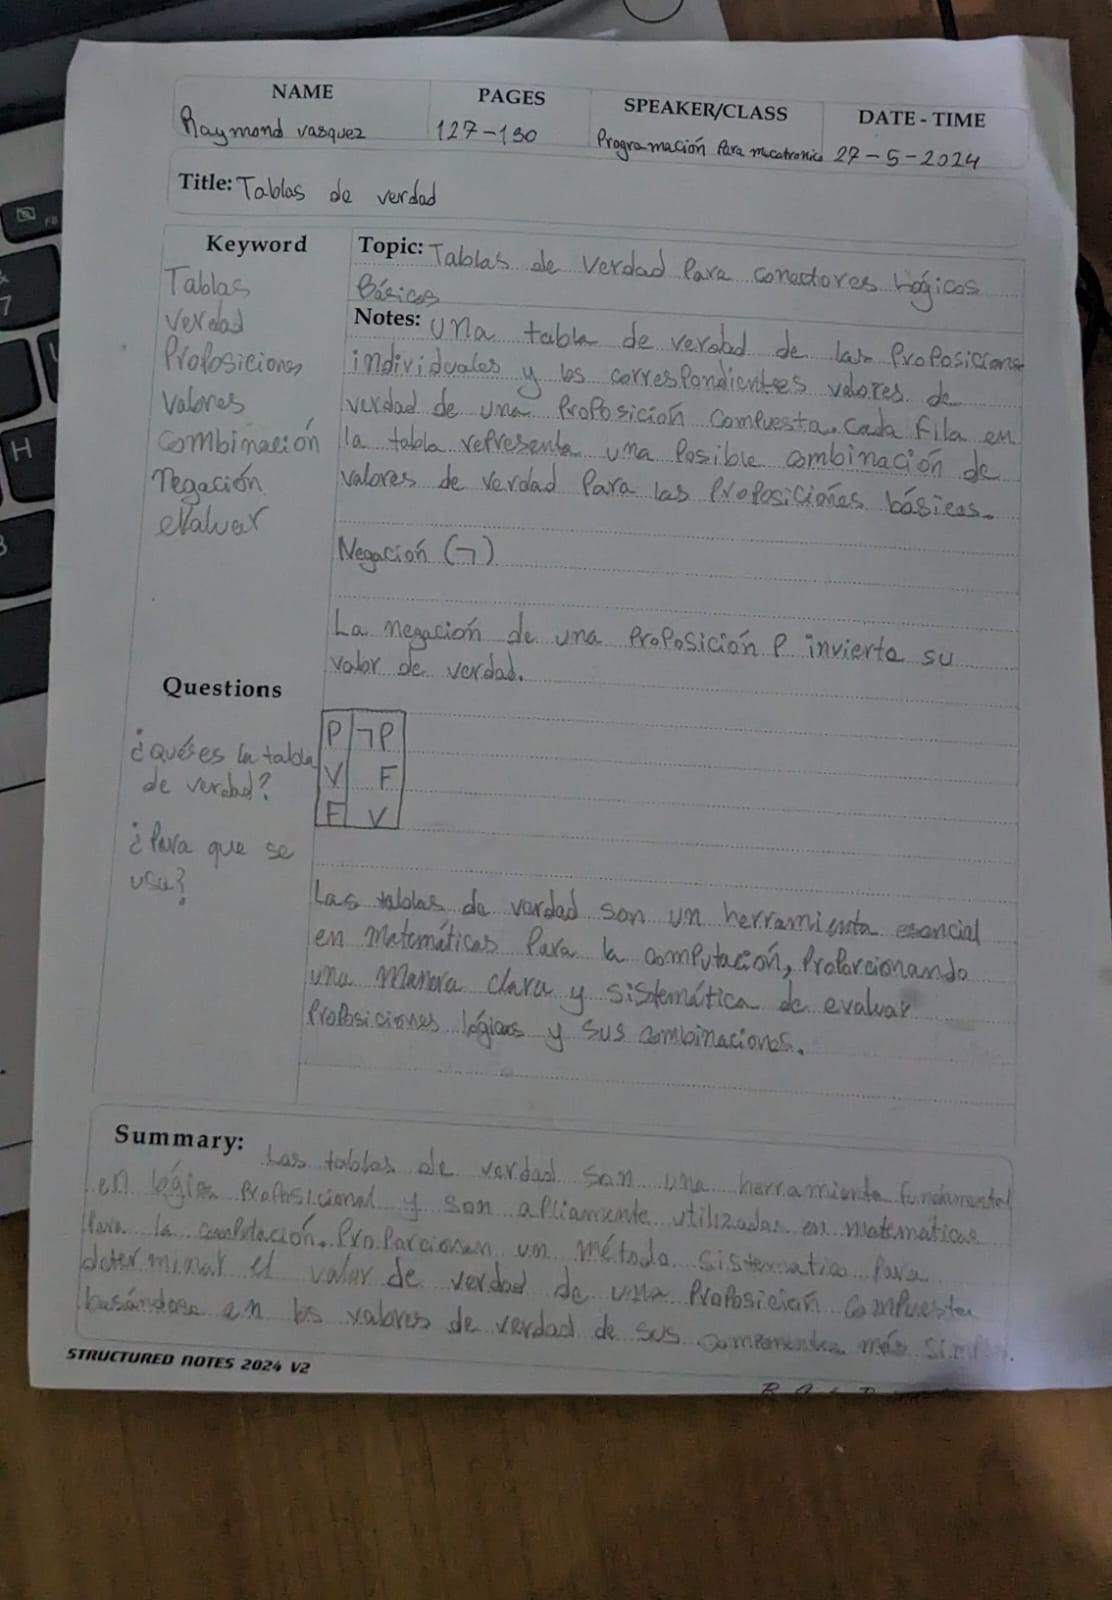 NAME
PAGES
SPEAKER/CLASS
DATE - TIME
Raymond vasquez
127-130
Programación Para mecatronica
27-5-2024
Title: Tablas de verdad
Keyword
Tablas
verdad
Proposiciones
Valores
combinación
negación
evaluar
Questions
¿Qué es la tabla
de verdad?
¿Para que se
usa?
Topic: Tablas de Verdad Para conectores Lógicos
Básicos
Notes: una tabla de verdad de las Proposiciones
individuales y los correspondientes valores de
verdad de una Proposición Compuesta. Cada Fila en
la tabla representa una Posible combinación de
valores de verdad Para las Proposiciones básicas.
Negación (¬)
La negación de una Proposición P invierte su
valor de verdad.
P ¬P
V F
F V
Las tablas de verdad son un herramienta esencial
en Matemáticas Para la computación, Proporcionando
una Manera clara y sistemática de evaluar
Proposiciones lógicas y sus combinaciones.
Summary: Las tablas de verdad son una herramienta fundamental
en lógica Proposicional y son apliamente utilizadas en matemáticas
Para la computación. Proporcionan un método sistematico Para
determinar el valor de verdad de una Proposición Compuesta
basándose en los valores de verdad de sus componentes más
STRUCTURED NOTES 2024 V2